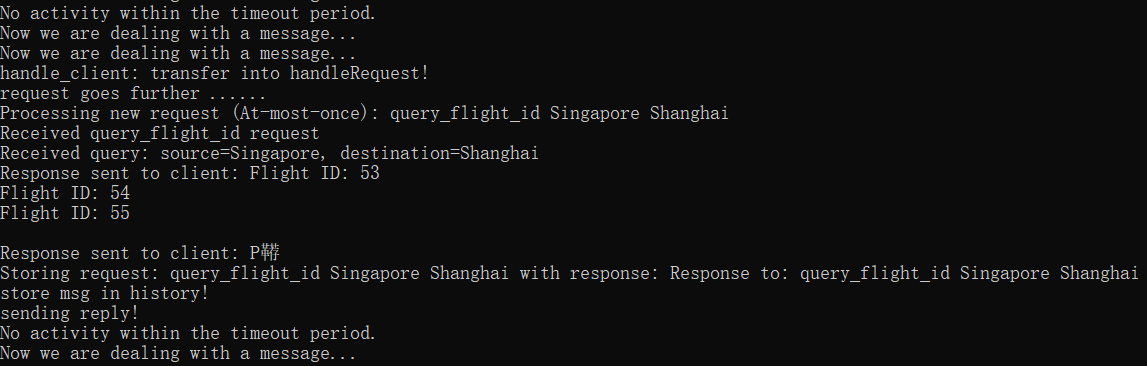 No activity within the timeout period.
Now we are dealing with a message...
Now we are dealing with a message...
handle_client: transfer into handleRequest!
request goes further ......
Processing new request (At-most-once): query_flight_id Singapore Shanghai
Received query_flight_id request
Received query: source=Singapore, destination=Shanghai
Response sent to client: Flight ID: 53
Flight ID: 54
Flight ID: 55
Response sent to client: P
Storing request: query_flight_id Singapore Shanghai with response: Response to: query_flight_id Singapore Shanghai
store msg in history!
sending reply!
No activity within the timeout period.
Now we are dealing with a message...